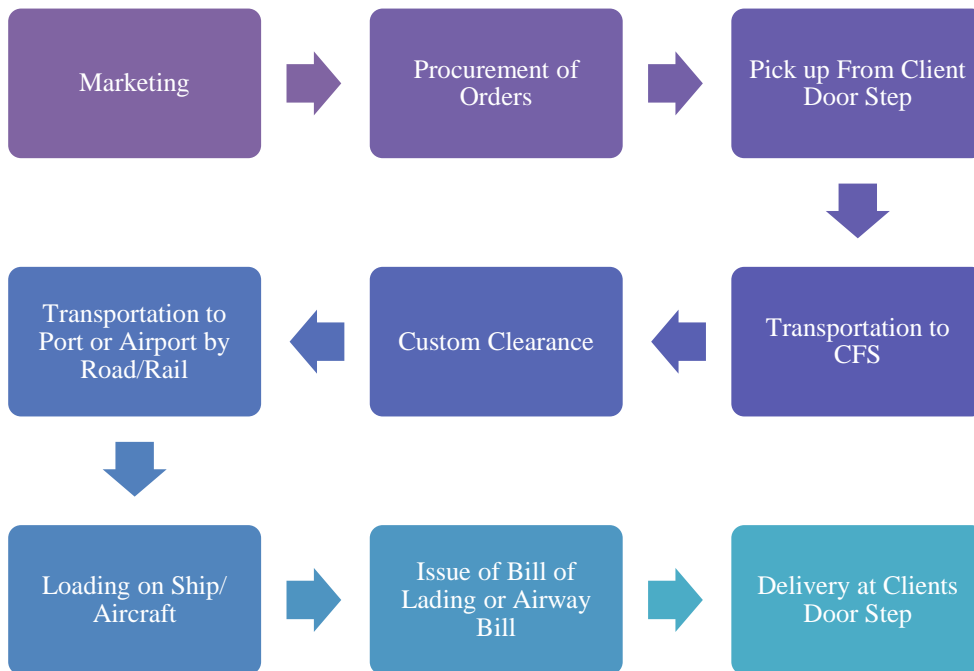 Marketing
Procurement of
Orders
Pick up From Client
Door Step
Transportation to
CFS
Custom Clearance
Transportation to
Port or Airport by
Road/Rail
Loading on Ship/
Aircraft
Issue of Bill of
Lading or Airway
Bill
Delivery at Clients
Door Step